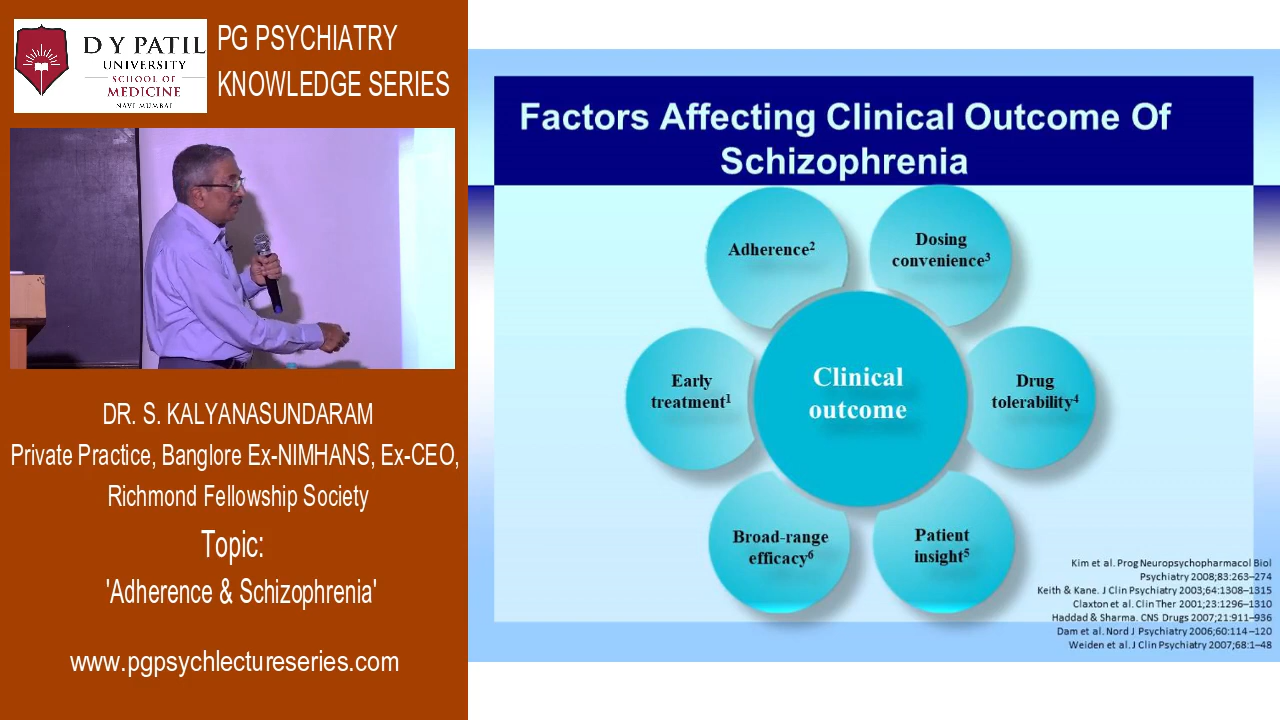 D Y PATIL
UNIVERSITY
SCHOOL OF
MEDICINE
NAVI MUMBAI
PG PSYCHIATRY
KNOWLEDGE SERIES
DR. S. KALYANASUNDARAM
Private Practice, Banglore Ex-NIMHANS, Ex-CEO,
Richmond Fellowship Society
Topic:
'Adherence & Schizophrenia'
www.pgpsychlectureseries.com
Factors Affecting Clinical Outcome Of
Schizophrenia
Adherence²
Dosing
convenience³
Early
treatment¹
Clinical
outcome
Drug
tolerability⁴
Broad-range
efficacy⁶
Patient
insight⁵
Kim et al. Prog Neuropsychopharmacol Biol
Psychiatry 2008;83:263–274
Keith & Kane. J Clin Psychiatry 2003;64:1308–1315
Claxton et al. Clin Ther 2001;23:1296–1310
Haddad & Sharma. CNS Drugs 2007;21:911–936
Dam et al. Nord J Psychiatry 2006;60:114–120
Weiden et al. J Clin Psychiatry 2007;68:1–48